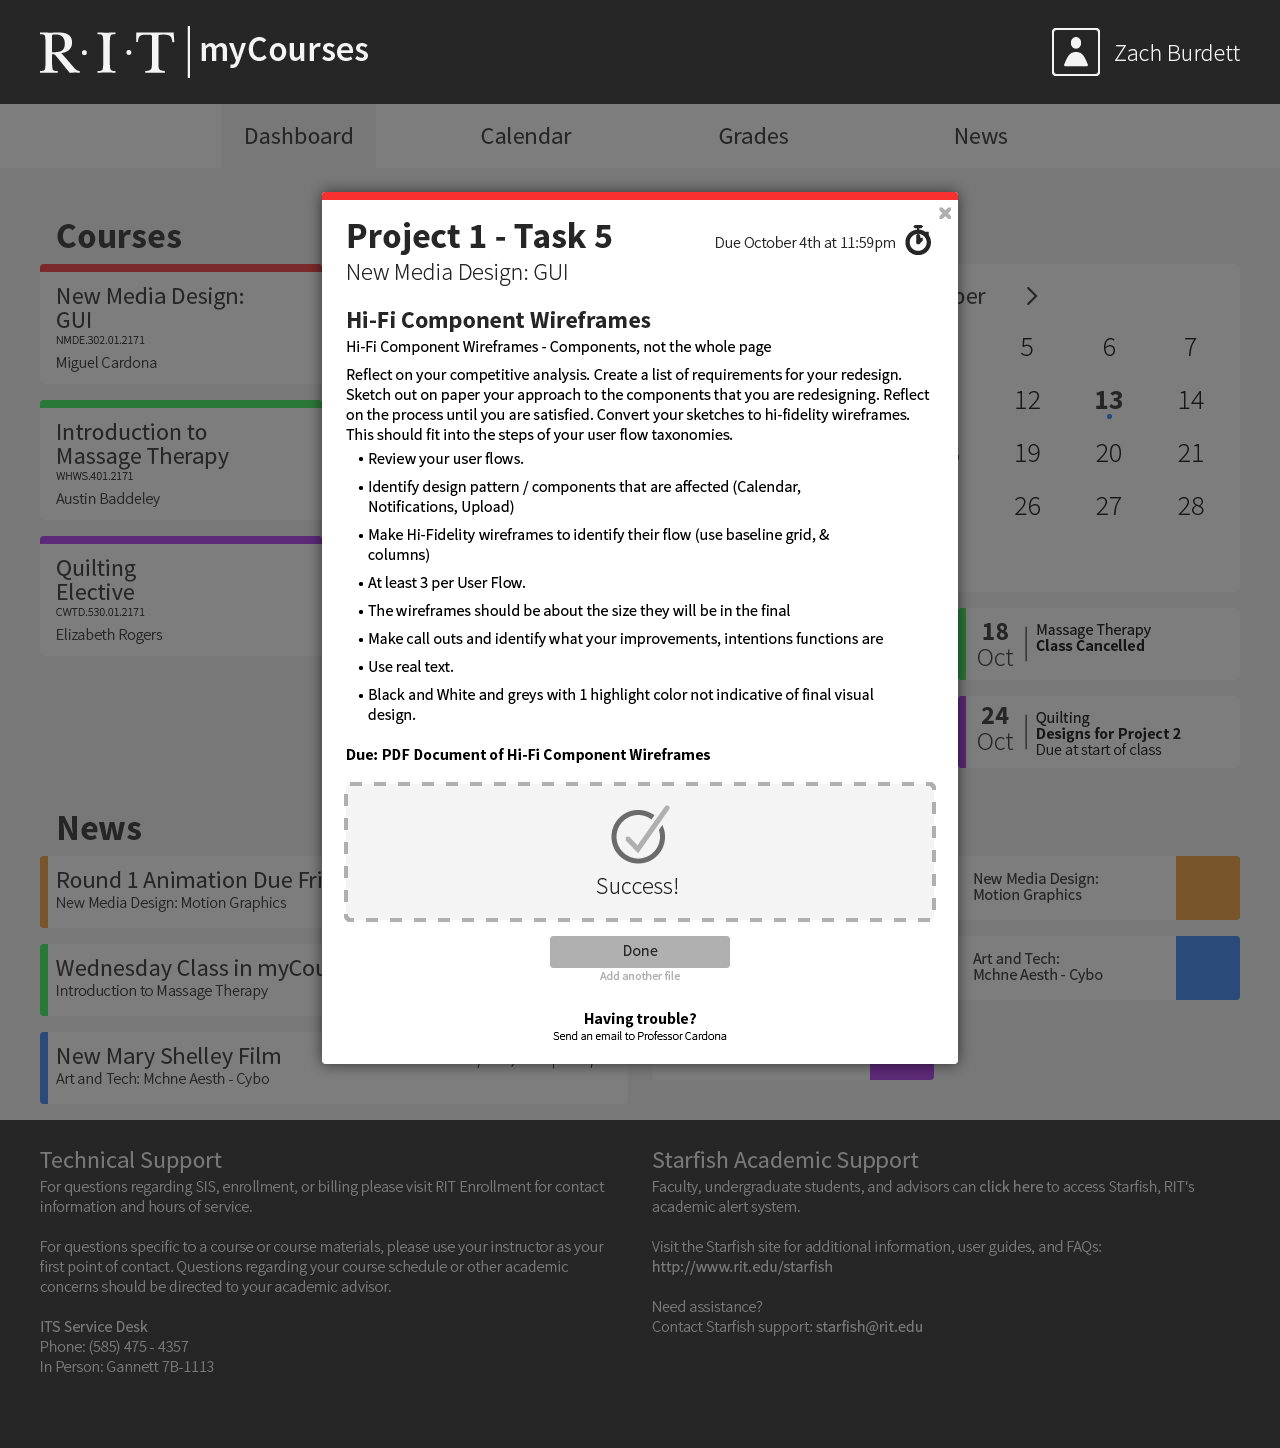 R·I·T myCourses
Zach Burdett
Dashboard
Calendar
Grades
News
Courses
New Media Design:
GUI
NMDE.302.01.2171
Miguel Cardona
Introduction to
Massage Therapy
WHWS.401.2171
Austin Baddeley
Quilting
Elective
CWTD.530.01.2171
Elizabeth Rogers
Project 1 - Task 5
Due October 4th at 11:59pm
New Media Design: GUI
Hi-Fi Component Wireframes
Hi-Fi Component Wireframes - Components, not the whole page
Reflect on your competitive analysis. Create a list of requirements for your redesign.
Sketch out on paper your approach to the components that you are redesigning. Reflect
on the process until you are satisfied. Convert your sketches to hi-fidelity wireframes.
This should fit into the steps of your user flow taxonomies.
• Review your user flows.
• Identify design pattern / components that are affected (Calendar,
Notifications, Upload)
• Make Hi-Fidelity wireframes to identify their flow (use baseline grid, &
columns)
• At least 3 per User Flow.
• The wireframes should be about the size they will be in the final
• Make call outs and identify what your improvements, intentions functions are
• Use real text.
• Black and White and greys with 1 highlight color not indicative of final visual
design.
Due: PDF Document of Hi-Fi Component Wireframes
Success!
Done
Add another file
Having trouble?
Send an email to Professor Cardona
ber
5 6 7
12 13 14
19 20 21
26 27 28
18
Oct
Massage Therapy
Class Cancelled
24
Oct
Quilting
Designs for Project 2
Due at start of class
News
Round 1 Animation Due Fri
New Media Design: Motion Graphics
Wednesday Class in myCou
Introduction to Massage Therapy
New Mary Shelley Film
Art and Tech: Mchne Aesth - Cybo
New Media Design:
Motion Graphics
Art and Tech:
Mchne Aesth - Cybo
Technical Support
For questions regarding SIS, enrollment, or billing please visit RIT Enrollment for contact
information and hours of service.
For questions specific to a course or course materials, please use your instructor as your
first point of contact. Questions regarding your course schedule or other academic
concerns should be directed to your academic advisor.
ITS Service Desk
Phone: (585) 475 - 4357
In Person: Gannett 7B-1113
Starfish Academic Support
Faculty, undergraduate students, and advisors can click here to access Starfish, RIT's
academic alert system.
Visit the Starfish site for additional information, user guides, and FAQs:
http://www.rit.edu/starfish
Need assistance?
Contact Starfish support: starfish@rit.edu